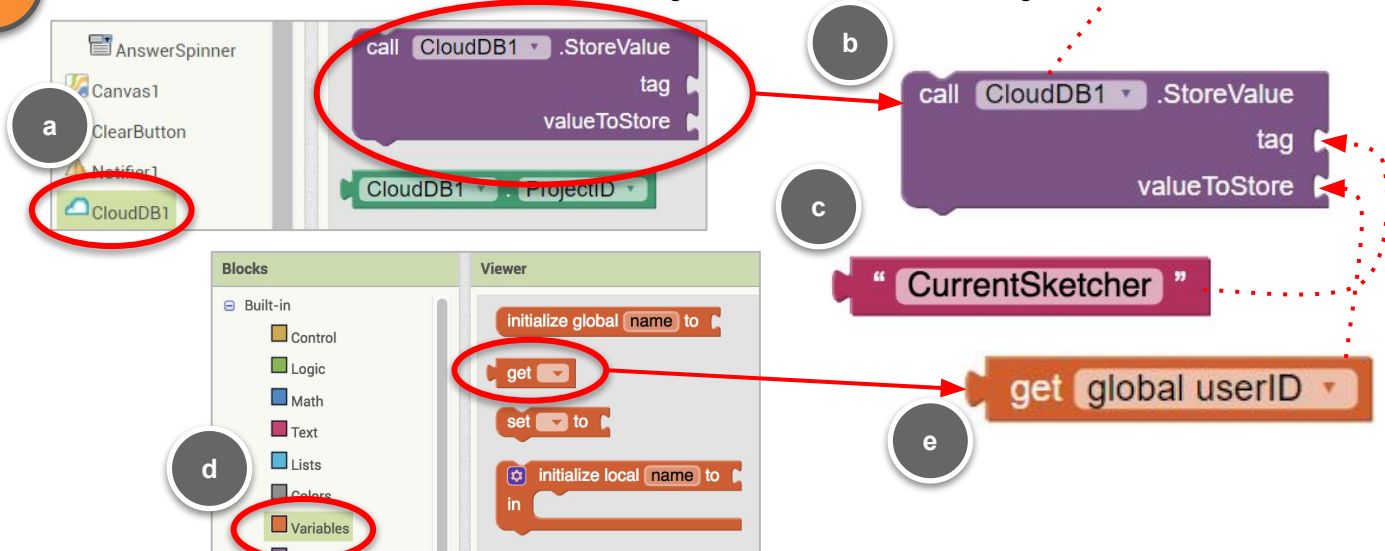 AnswerSpinner
Canvas1
ClearButton
Notifier1
CloudDB1
a
call CloudDB1 .StoreValue
tag
valueToStore
CloudDB1 . ProjectID
b
call CloudDB1 .StoreValue
tag
valueToStore
c
“ CurrentSketcher ”
Blocks
Built-in
Control
Logic
Math
Text
Lists
Colors
Variables
d
Viewer
initialize global name to
get
set to
initialize local name to
in
get global userID
e